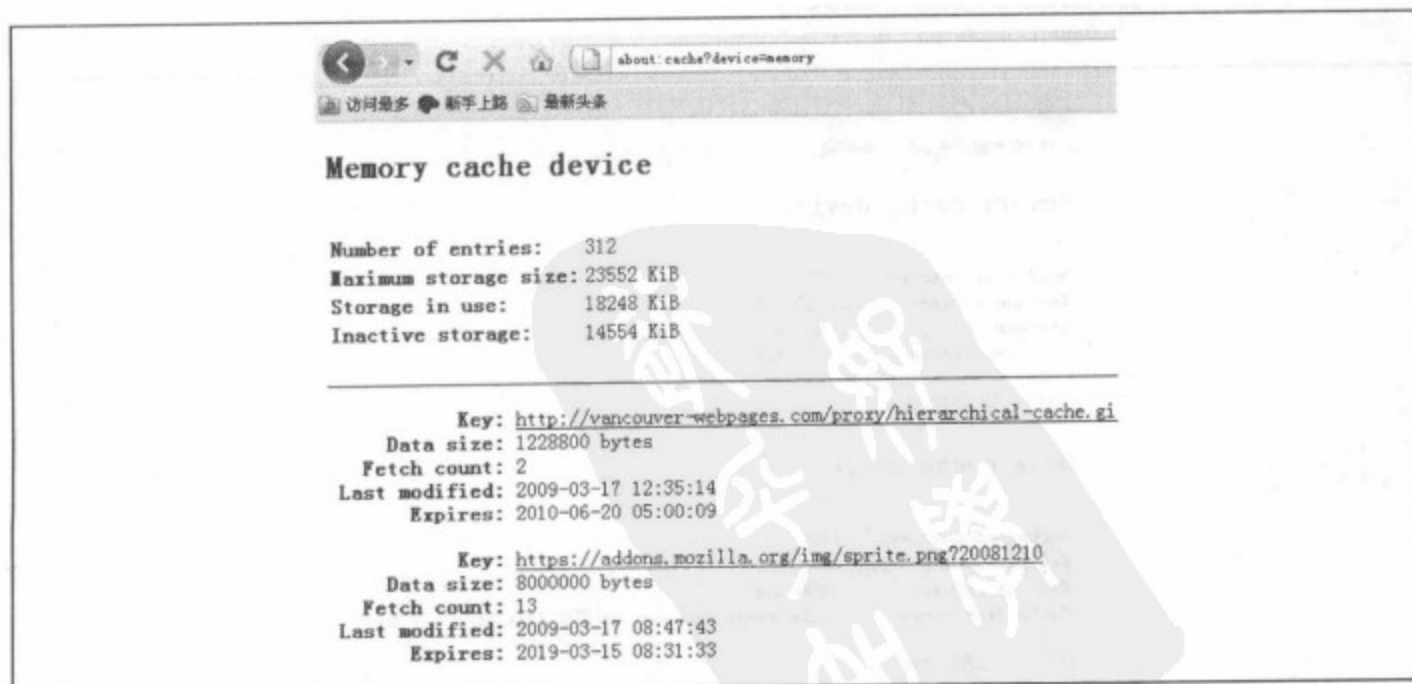 about:cache?device=memory
访问最多 新手上路 最新头条
Memory cache device
Number of entries: 312
Maximum storage size: 23552 KiB
Storage in use: 18248 KiB
Inactive storage: 14554 KiB
Key: http://vancouver-webpages.com/proxy/hierarchical-cache.gi
Data size: 1228800 bytes
Fetch count: 2
Last modified: 2009-03-17 12:35:14
Expires: 2010-06-20 05:00:09
Key: https://addons.mozilla.org/img/sprite.png?20081210
Data size: 8000000 bytes
Fetch count: 13
Last modified: 2009-03-17 08:47:43
Expires: 2019-03-15 08:31:33